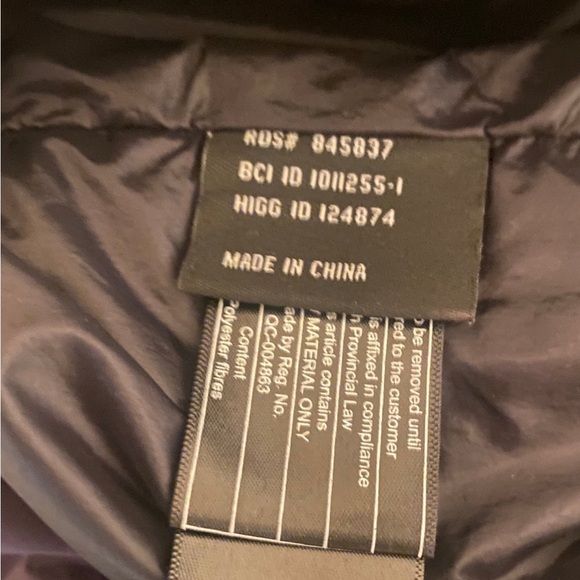 RDS# 845837
BCI ID 1011255-1
HIGG ID 124874
MADE IN CHINA
o be removed until
red to the customer
is affixed in compliance
h Provincial Law
s article contains
MATERIAL ONLY
ade by Reg. No.
QC-004863
Content
polyester fibres